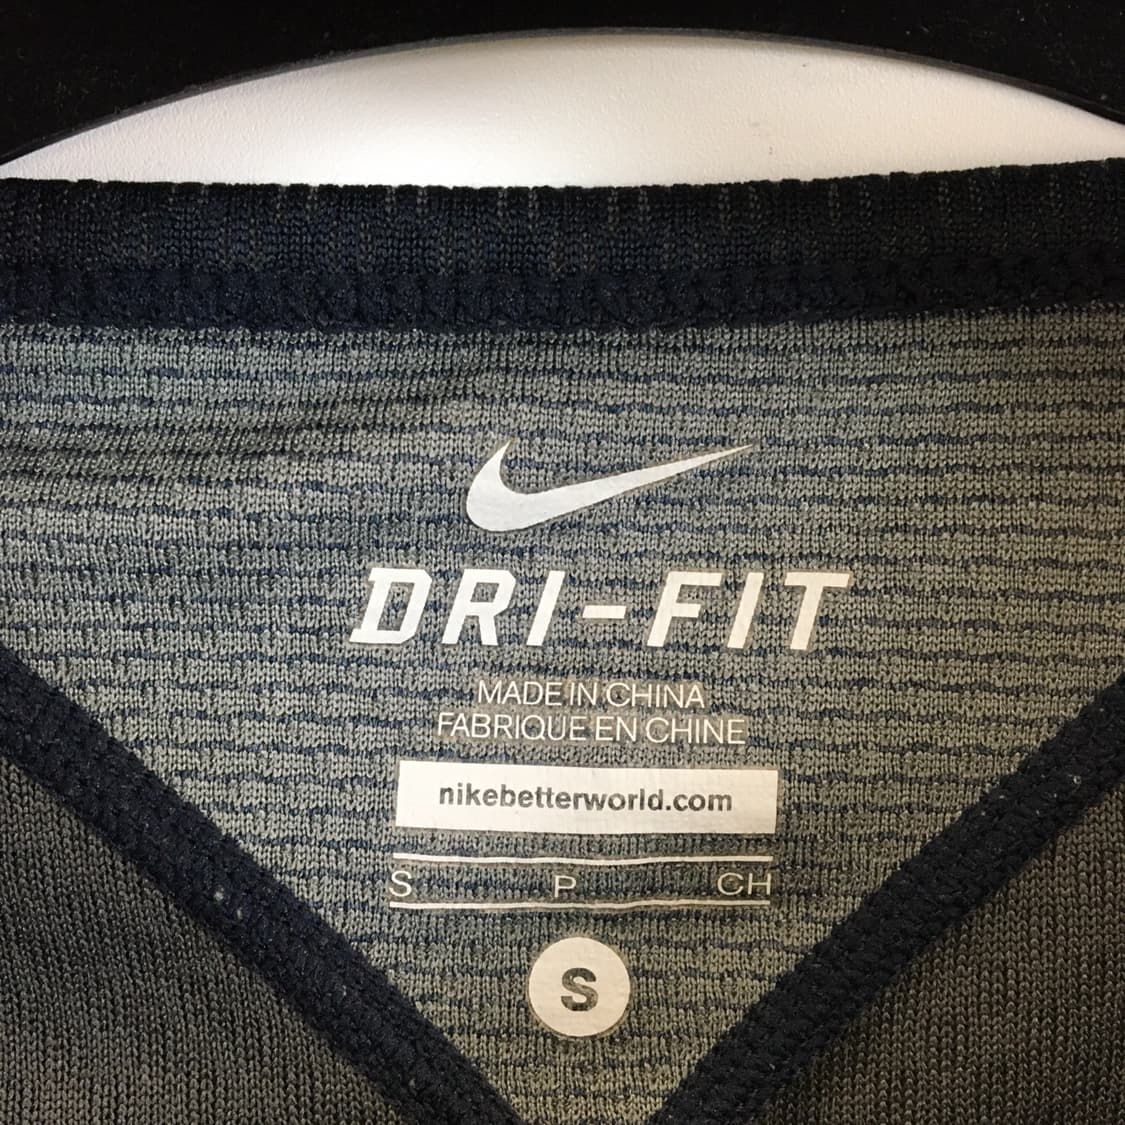 DRI-FIT
MADE IN CHINA
FABRIQUE EN CHINE
nikebetterworld.com
S P CH
S